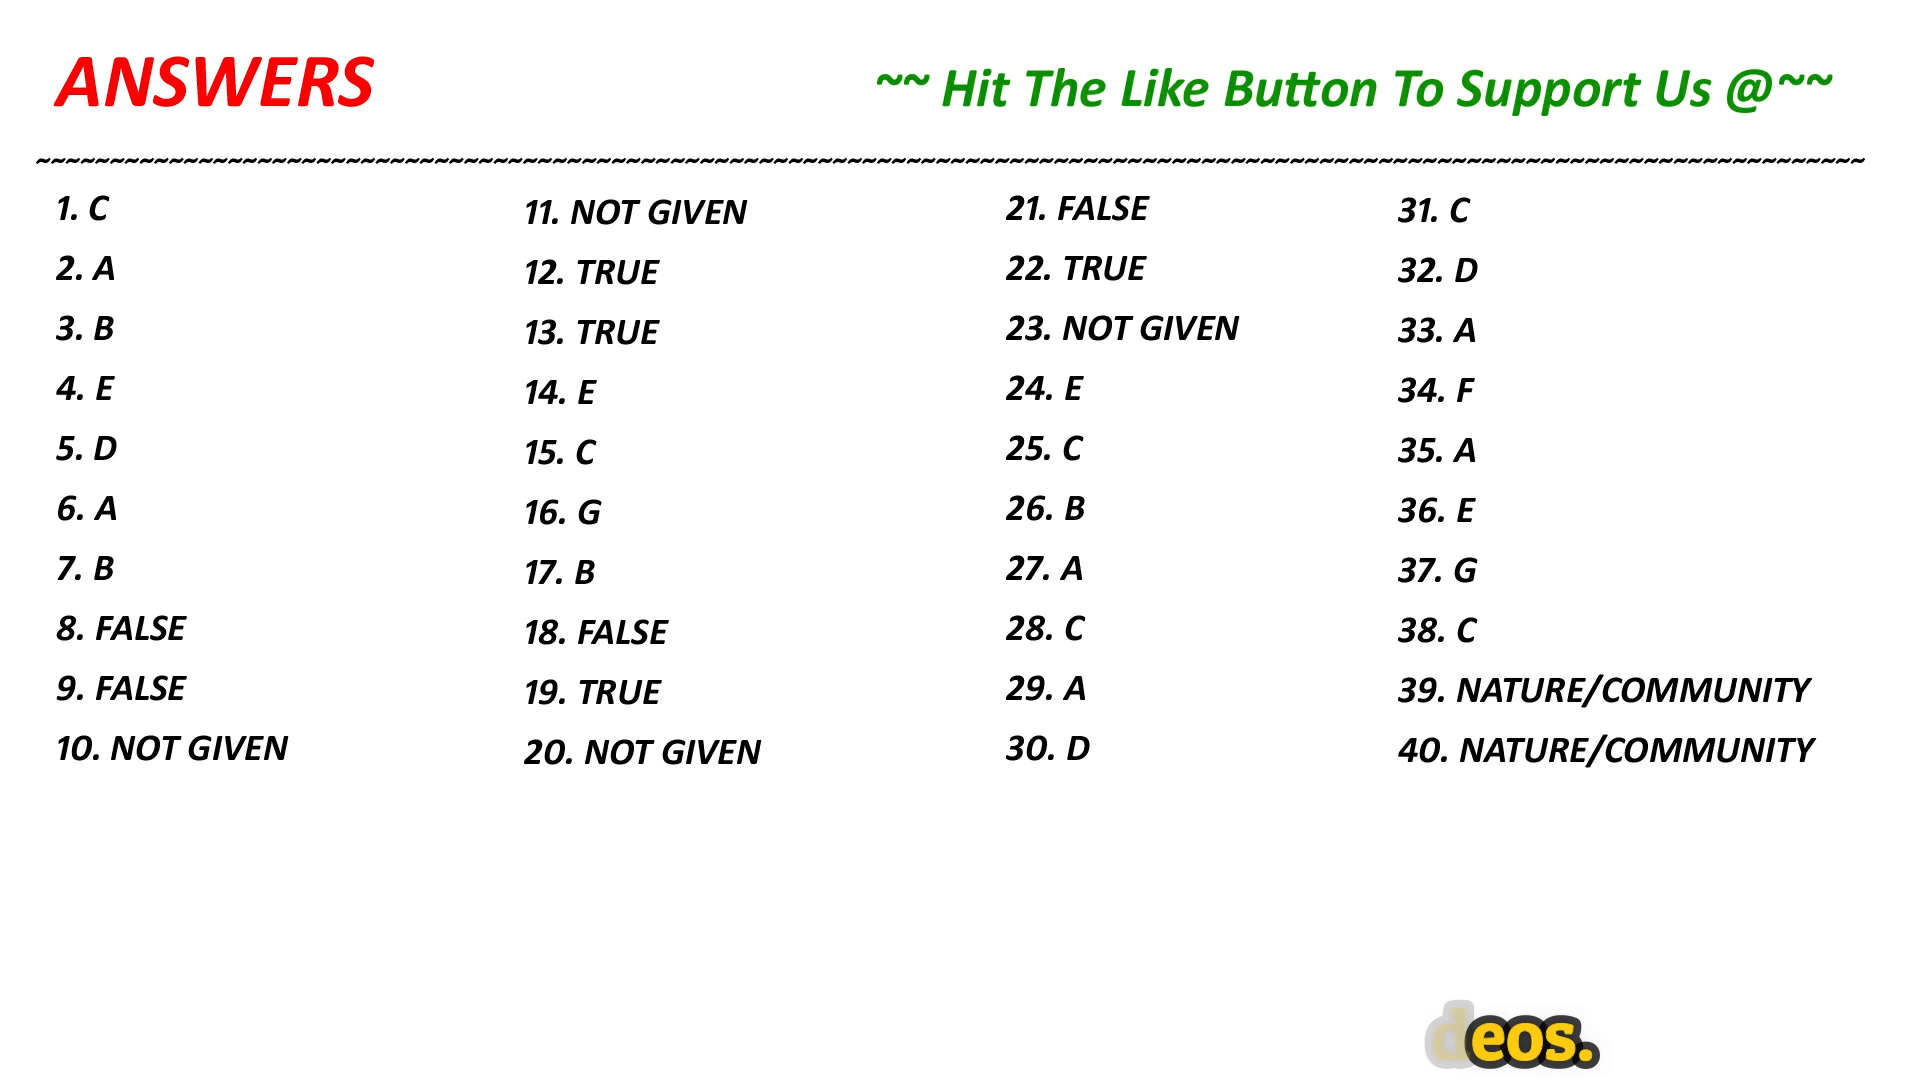 ANSWERS
~~ Hit The Like Button To Support Us @~~
1. C
2. A
3. B
4. E
5. D
6. A
7. B
8. FALSE
9. FALSE
10. NOT GIVEN
11. NOT GIVEN
12. TRUE
13. TRUE
14. E
15. C
16. G
17. B
18. FALSE
19. TRUE
20. NOT GIVEN
21. FALSE
22. TRUE
23. NOT GIVEN
24. E
25. C
26. B
27. A
28. C
29. A
30. D
31. C
32. D
33. A
34. F
35. A
36. E
37. G
38. C
39. NATURE/COMMUNITY
40. NATURE/COMMUNITY
deos.